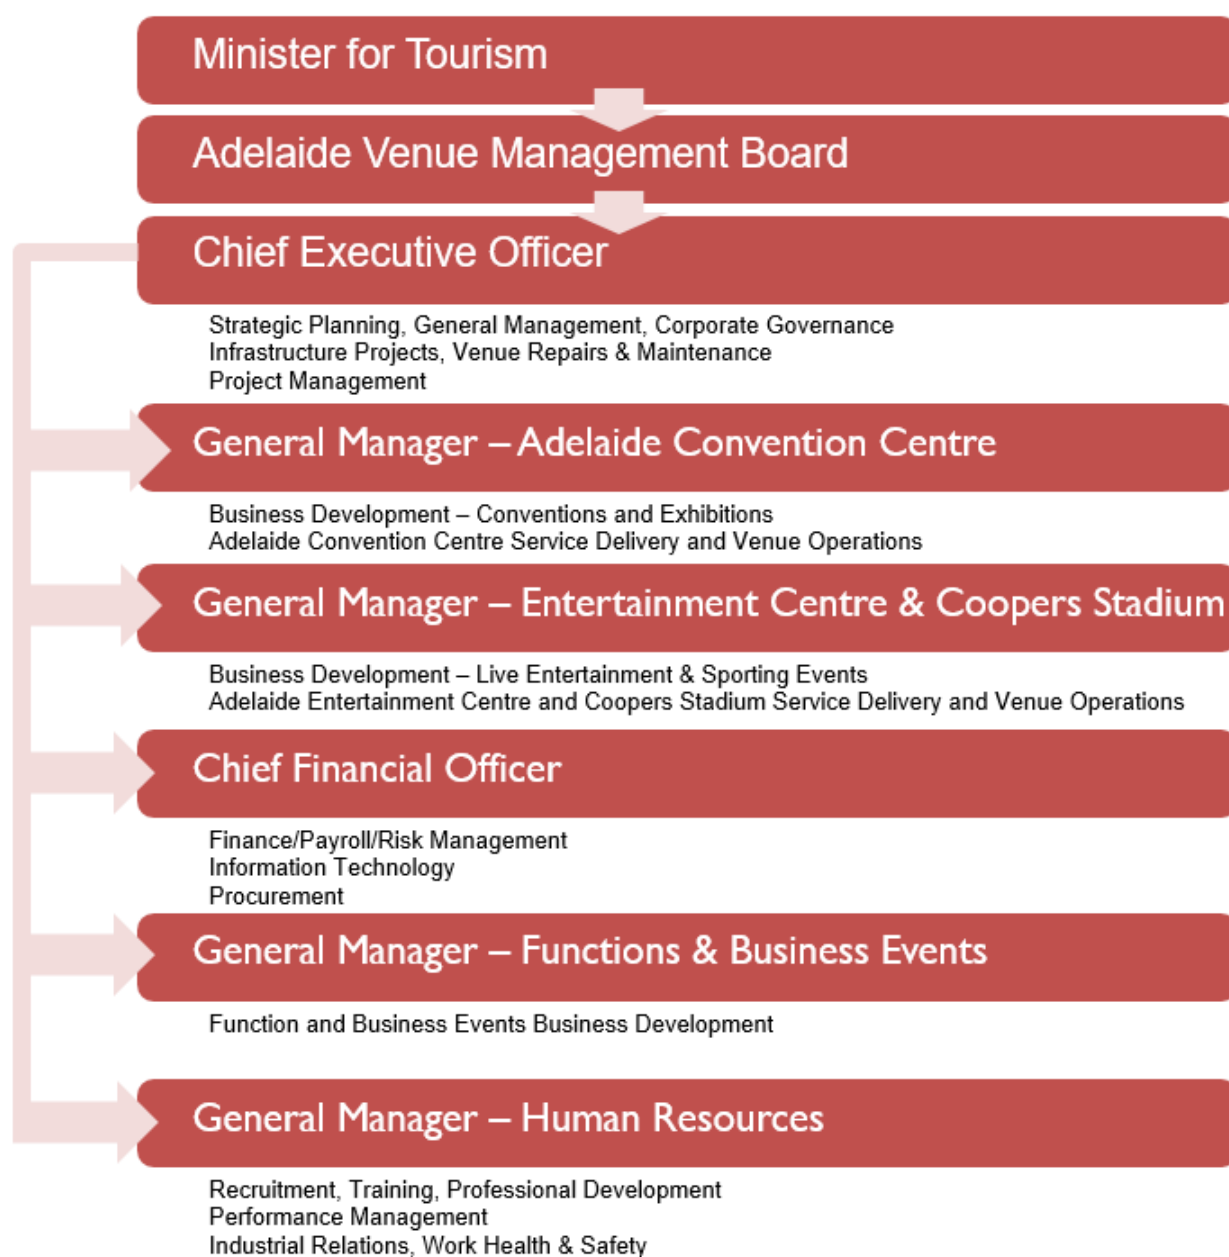 Minister for Tourism
Adelaide Venue Management Board
Chief Executive Officer
Strategic Planning, General Management, Corporate Governance
Infrastructure Projects, Venue Repairs & Maintenance
Project Management
General Manager – Adelaide Convention Centre
Business Development – Conventions and Exhibitions
Adelaide Convention Centre Service Delivery and Venue Operations
General Manager – Entertainment Centre & Coopers Stadium
Business Development – Live Entertainment & Sporting Events
Adelaide Entertainment Centre and Coopers Stadium Service Delivery and Venue Operations
Chief Financial Officer
Finance/Payroll/Risk Management
Information Technology
Procurement
General Manager – Functions & Business Events
Function and Business Events Business Development
General Manager – Human Resources
Recruitment, Training, Professional Development
Performance Management
Industrial Relations, Work Health & Safety